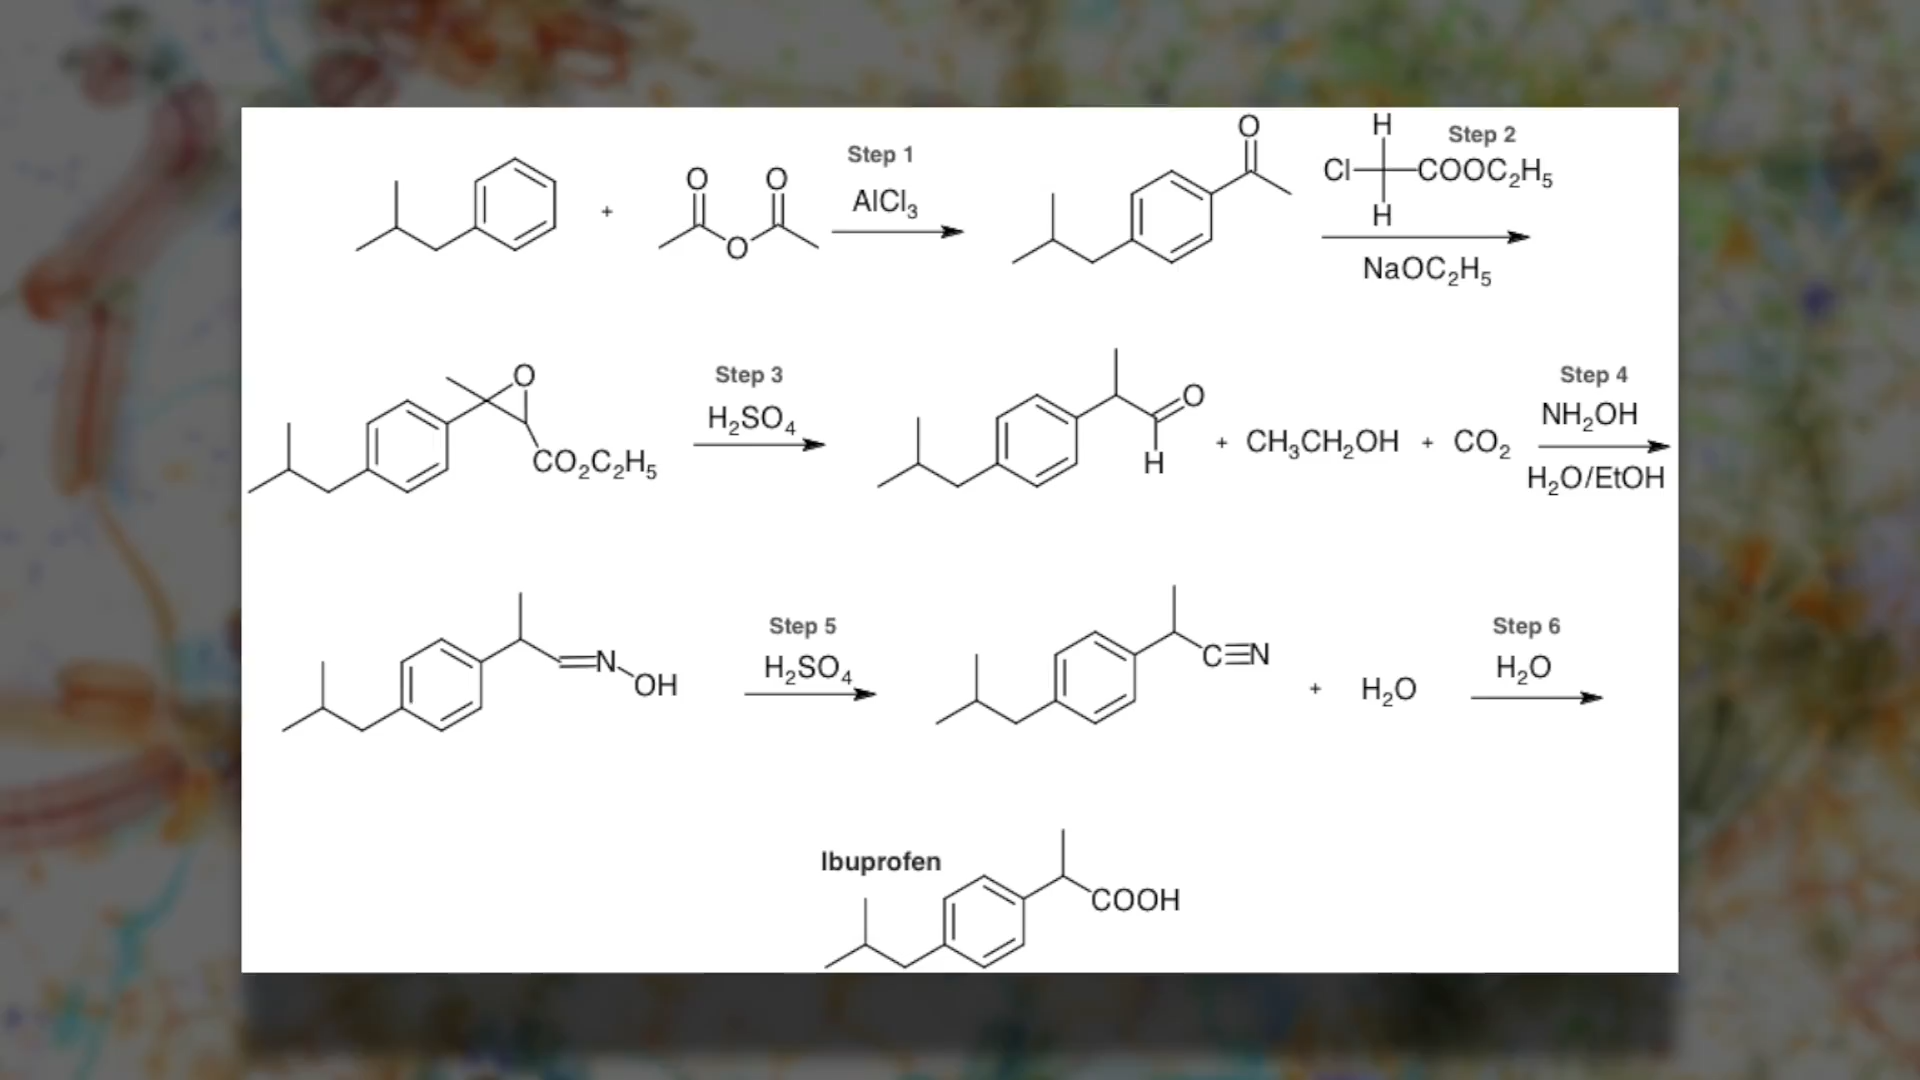 Step 1
AlCl₃
+
O O
O
O
H
Cl COOC₂H₅
H
Step 2
NaOC₂H₅
O
CO₂C₂H₅
Step 3
H₂SO₄
O
H
+ CH₃CH₂OH + CO₂
Step 4
NH₂OH
H₂O/EtOH
N
OH
Step 5
H₂SO₄
C≡N
+ H₂O
Step 6
H₂O
Ibuprofen
COOH